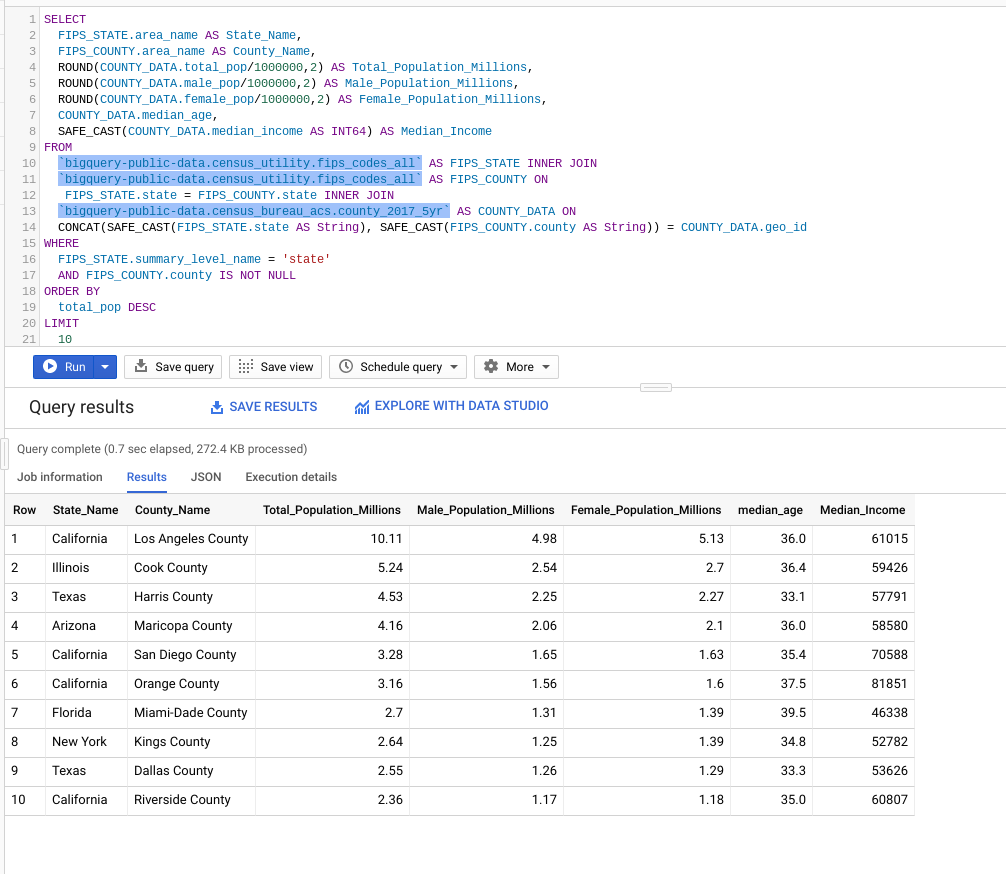 1 SELECT
2 FIPS_STATE.area_name AS State_Name,
3 FIPS_COUNTY.area_name AS County_Name,
4 ROUND(COUNTY_DATA.total_pop/1000000,2) AS Total_Population_Millions,
5 ROUND(COUNTY_DATA.male_pop/1000000,2) AS Male_Population_Millions,
6 ROUND(COUNTY_DATA.female_pop/1000000,2) AS Female_Population_Millions,
7 COUNTY_DATA.median_age,
8 SAFE_CAST(COUNTY_DATA.median_income AS INT64) AS Median_Income
9 FROM
10 `bigquery-public-data.census_utility.fips_codes_all` AS FIPS_STATE INNER JOIN
11 `bigquery-public-data.census_utility.fips_codes_all` AS FIPS_COUNTY ON
12 FIPS_STATE.state = FIPS_COUNTY.state INNER JOIN
13 `bigquery-public-data.census_bureau_acs.county_2017_5yr` AS COUNTY_DATA ON
14 CONCAT(SAFE_CAST(FIPS_STATE.state AS String), SAFE_CAST(FIPS_COUNTY.county AS String)) = COUNTY_DATA.geo_id
15 WHERE
16 FIPS_STATE.summary_level_name = 'state'
17 AND FIPS_COUNTY.county IS NOT NULL
18 ORDER BY
19 total_pop DESC
20 LIMIT
21 10
Run Save query Save view Schedule query More
Query results SAVE RESULTS EXPLORE WITH DATA STUDIO
Query complete (0.7 sec elapsed, 272.4 KB processed)
Job information Results JSON Execution details
Row State_Name County_Name Total_Population_Millions Male_Population_Millions Female_Population_Millions median_age Median_Income
1 California Los Angeles County 10.11 4.98 5.13 36.0 61015
2 Illinois Cook County 5.24 2.54 2.7 36.4 59426
3 Texas Harris County 4.53 2.25 2.27 33.1 57791
4 Arizona Maricopa County 4.16 2.06 2.1 36.0 58580
5 California San Diego County 3.28 1.65 1.63 35.4 70588
6 California Orange County 3.16 1.56 1.6 37.5 81851
7 Florida Miami-Dade County 2.7 1.31 1.39 39.5 46338
8 New York Kings County 2.64 1.25 1.39 34.8 52782
9 Texas Dallas County 2.55 1.26 1.29 33.3 53626
10 California Riverside County 2.36 1.17 1.18 35.0 60807